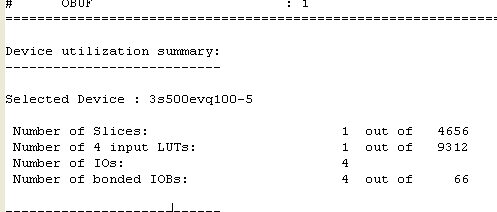 #      OBUF                        : 1
=========================================================================
Device utilization summary:
---------------------------
Selected Device : 3s500evq100-5
 Number of Slices:                        1  out of   4656
 Number of 4 input LUTs:                  1  out of   9312
 Number of IOs:                           4
 Number of bonded IOBs:                   4  out of     66
---------------------------